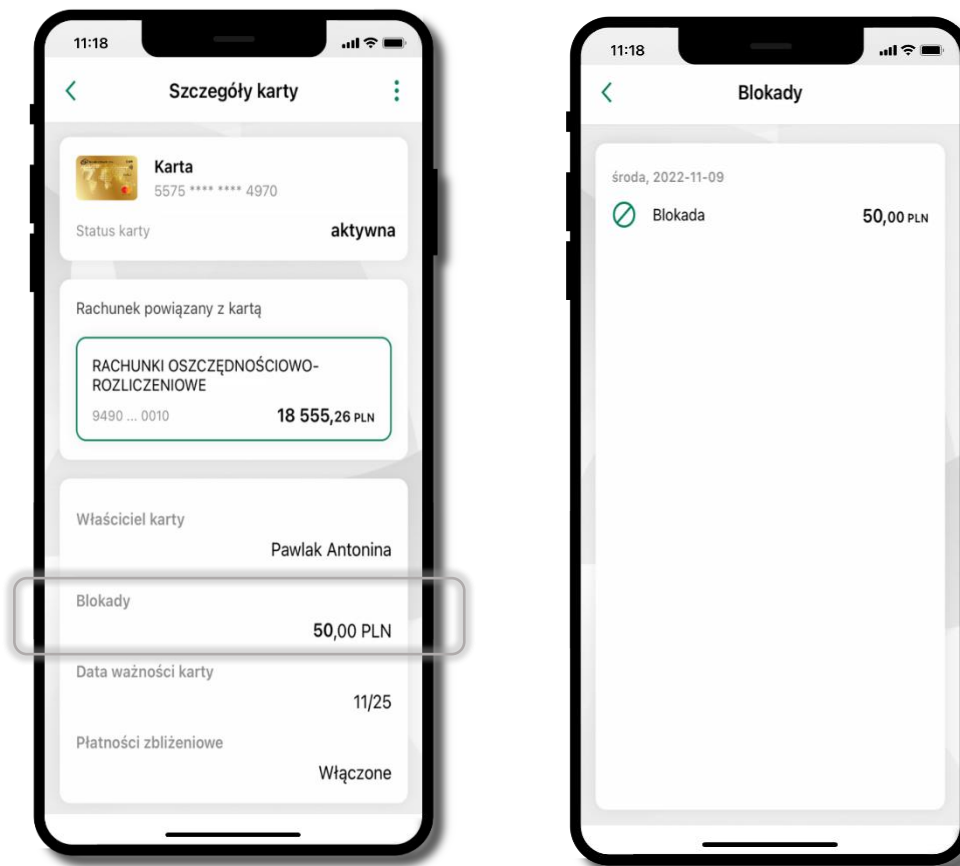 11:18
Szczegóły karty
Karta
5575 **** **** 4970
Status karty
aktywna
Rachunek powiązany z kartą
RACHUNKI OSZCZĘDNOŚCIOWO-
ROZLICZENIOWE
9490 ... 0010
18 555,26 PLN
Właściciel karty
Pawlak Antonina
Blokady
50,00 PLN
Data ważności karty
11/25
Płatności zbliżeniowe
Włączone
11:18
Blokady
środa, 2022-11-09
Blokada
50,00 PLN